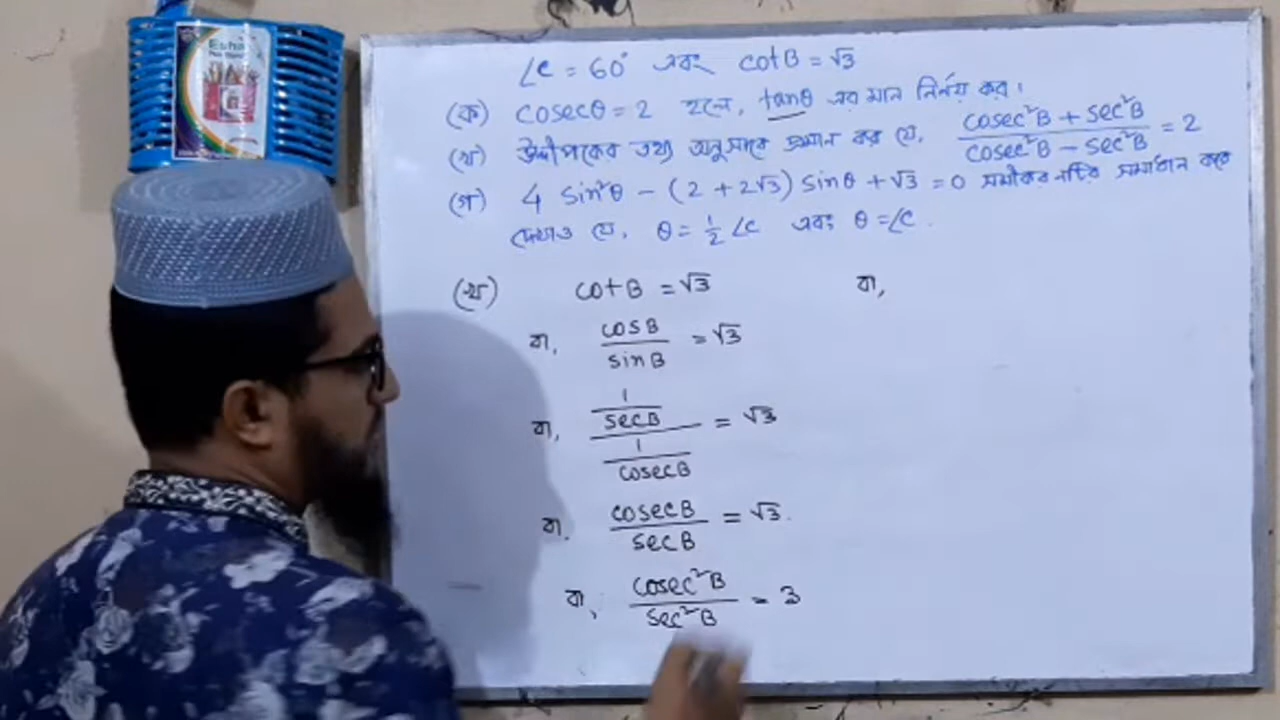 ∠C = 60° এবং cotB = √3
(ক) cosecθ = 2 হলে, tanθ এর মান নির্ণয় কর।
(খ) উদ্দীপকের তথ্য অনুসারে প্রমান কর যে, (cosec²B + sec²B)/(cosec²B − sec²B) = 2
(গ) 4 sin²θ − (2 + 2√3) sinθ + √3 = 0 সমীকরণটির সমাধান করে
দেখাও যে, θ = 1/2 ∠C এবং θ = ∠C.
(খ) cotB = √3
বা, cosB/sinB = √3
বা, (1/secB)/(1/cosecB) = √3
বা, cosecB/secB = √3.
বা, cosec²B/sec²B = 3
বা,